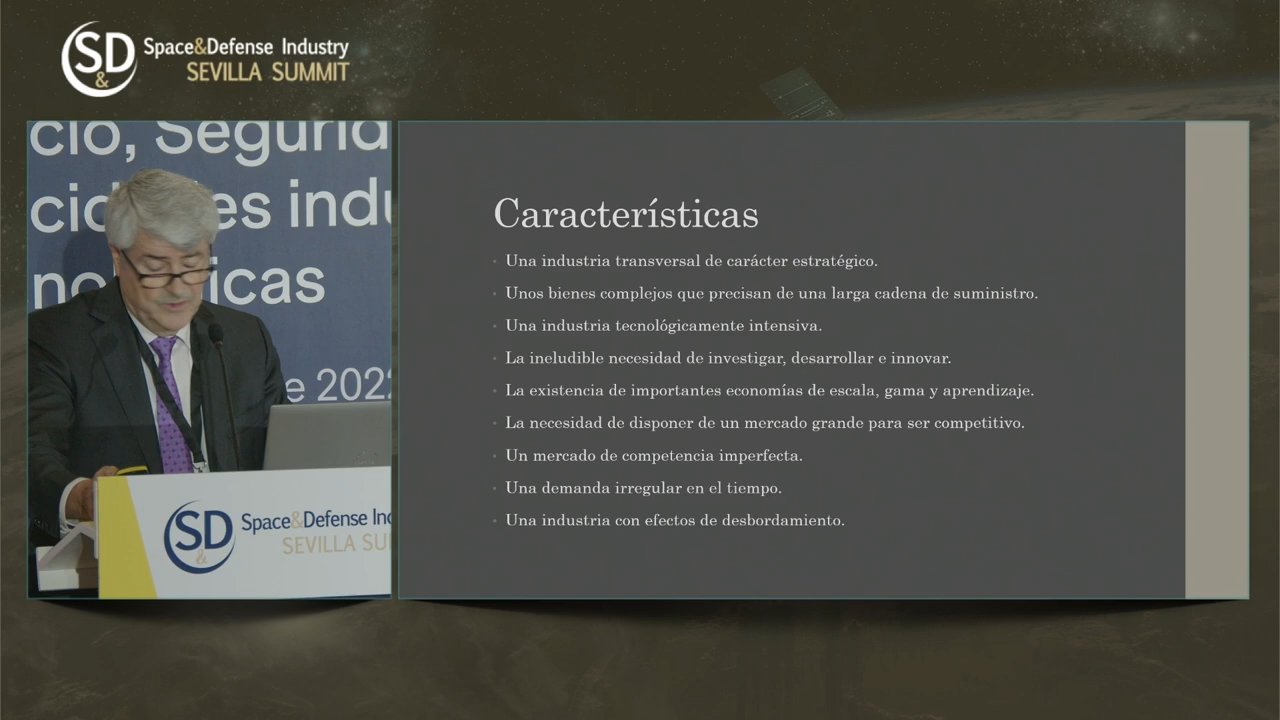 Space&Defense Industry
SEVILLA SUMMIT
Características
Una industria transversal de carácter estratégico.
Unos bienes complejos que precisan de una larga cadena de suministro.
Una industria tecnológicamente intensiva.
La ineludible necesidad de investigar, desarrollar e innovar.
La existencia de importantes economías de escala, gama y aprendizaje.
La necesidad de disponer de un mercado grande para ser competitivo.
Un mercado de competencia imperfecta.
Una demanda irregular en el tiempo.
Una industria con efectos de desbordamiento.
cio, Segurid
es indu
icas
e 2022
SD& Space&Defense Ind
SEVILLA SU